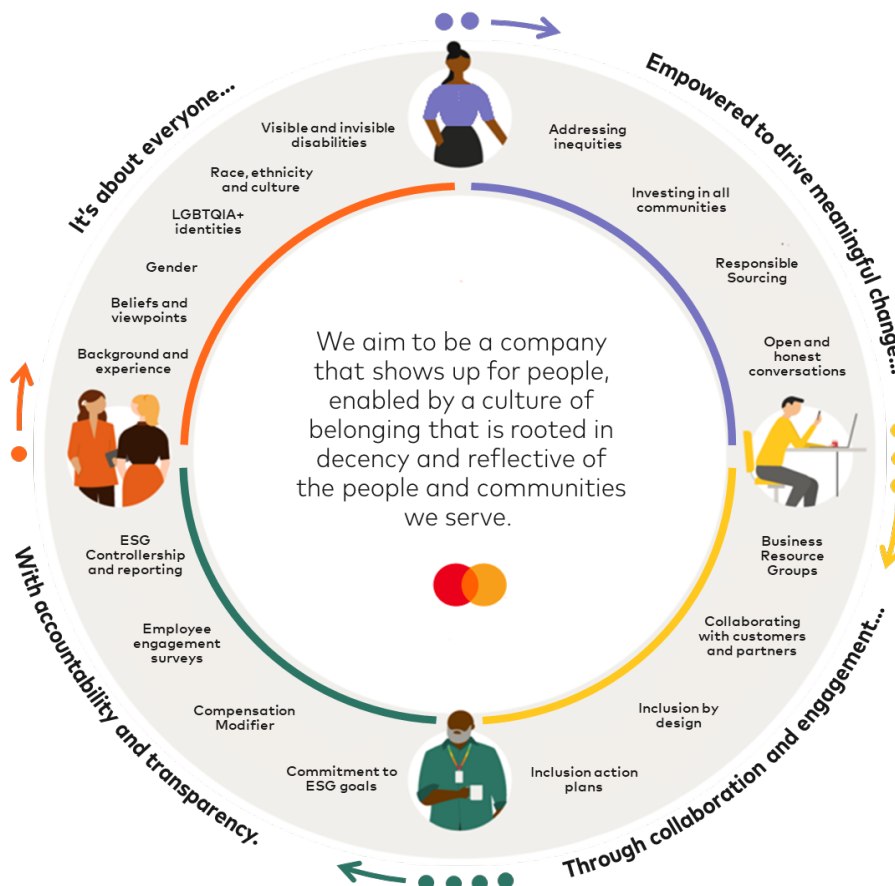 It's about everyone...
Visible and invisible
disabilities
Race, ethnicity
and culture
LGBTQIA+
identities
Gender
Beliefs and
viewpoints
Background and
experience
Empowered to drive meaningful change...
Addressing
inequities
Investing in all
communities
Responsible
Sourcing
Open and
honest
conversations
We aim to be a company
that shows up for people,
enabled by a culture of
belonging that is rooted in
decency and reflective of
the people and communities
we serve.
Through collaboration and engagement...
Business
Resource
Groups
Collaborating
with customers
and partners
Inclusion by
design
Inclusion action
plans
With accountability and transparency.
ESG
Controllership
and reporting
Employee
engagement
surveys
Compensation
Modifier
Commitment to
ESG goals